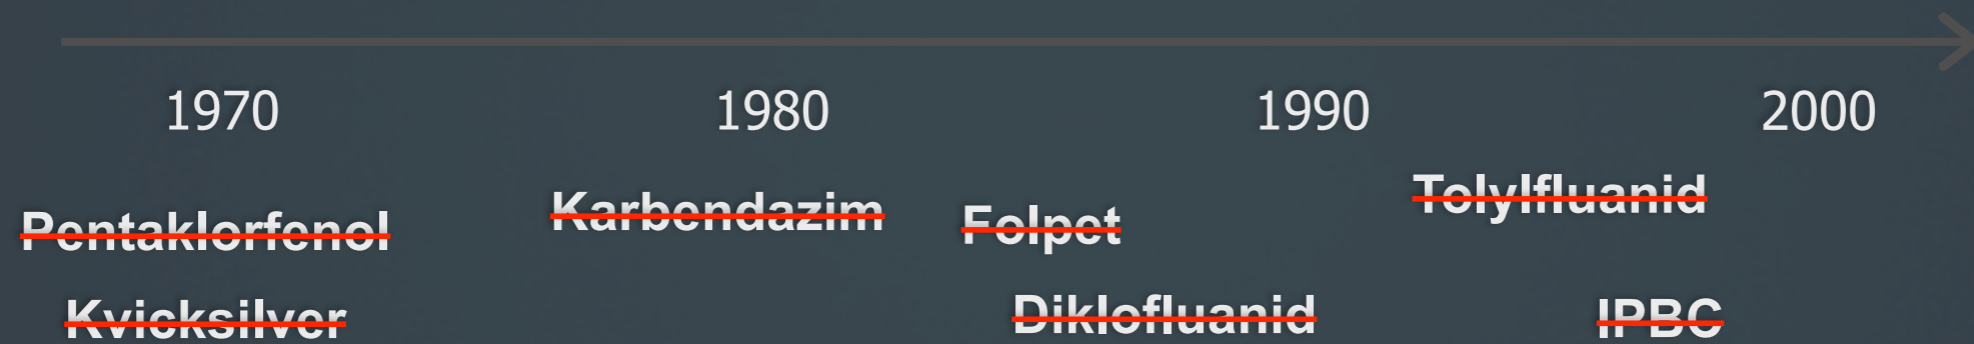 1970 1980 1990 2000
Tolylfluanid
Karbendazim
Folpet
Pentaklorfenol
Diklofluanid
IPBC
Kvicksilver